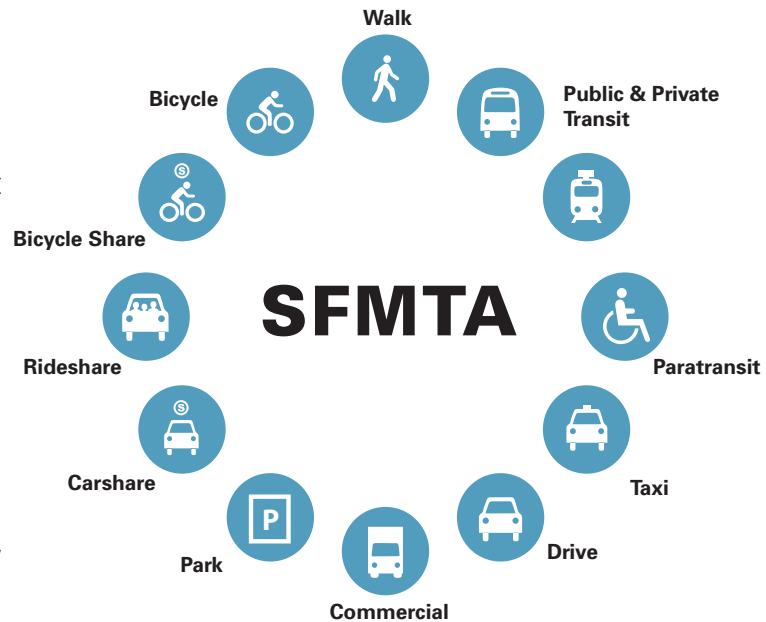 Walk
Bicycle
Public & Private
Transit
S
Bicycle Share
SFMTA
Rideshare
Paratransit
S
Carshare
Taxi
P
Park
Drive
Commercial